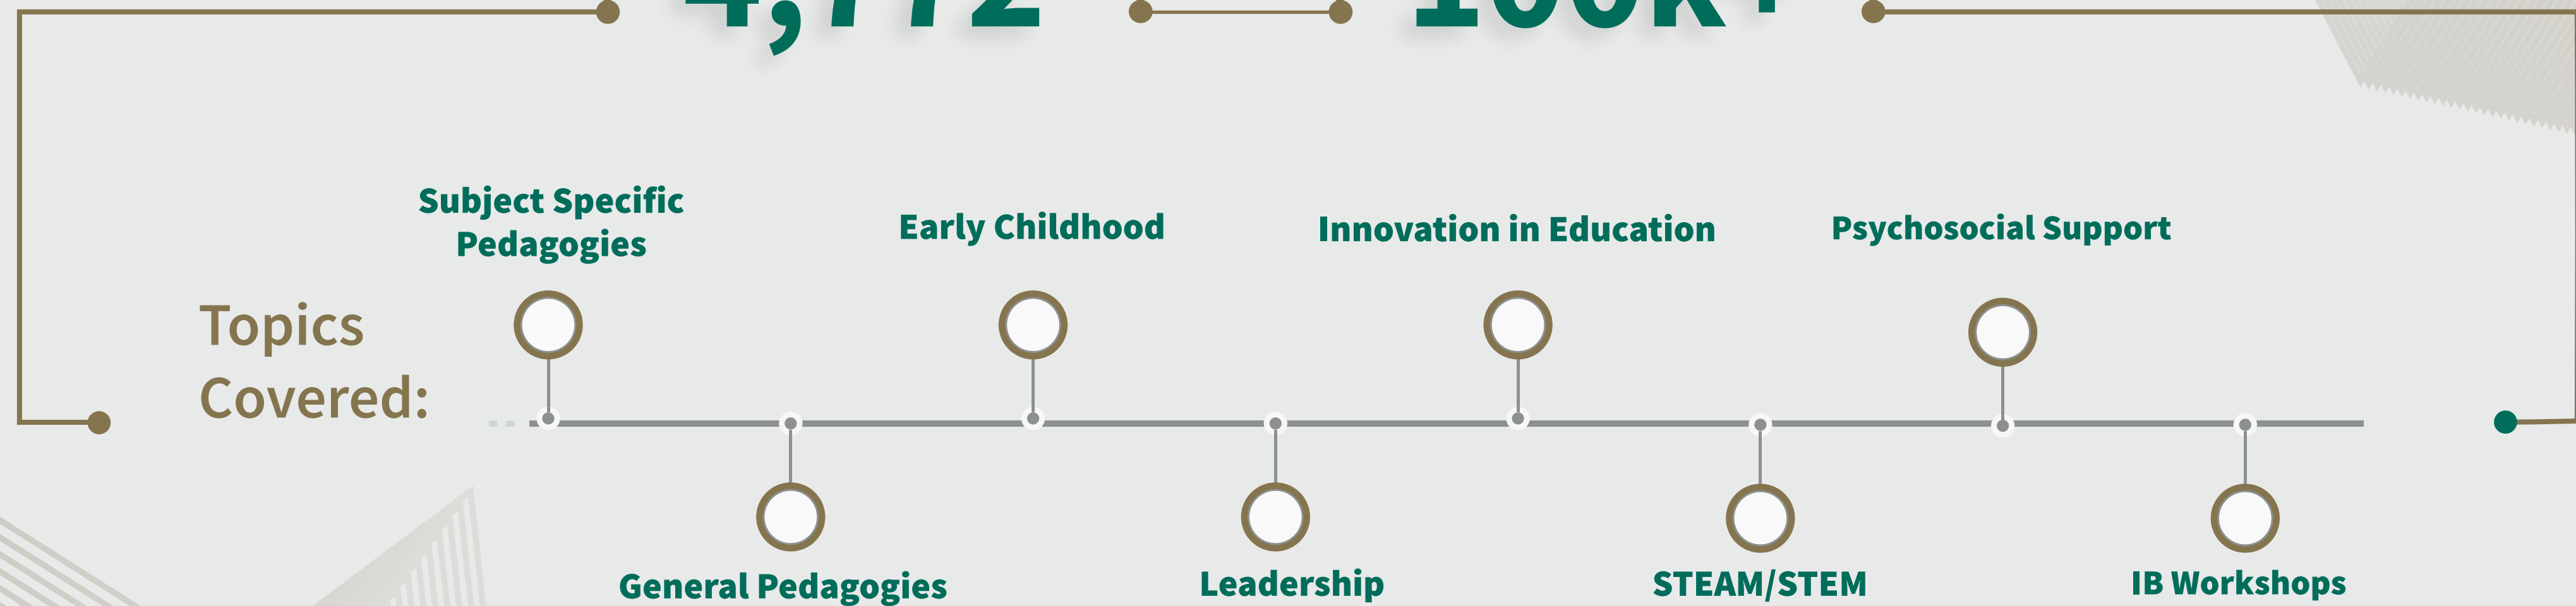 Subject Specific
Pedagogies
Early Childhood
Innovation in Education
Psychosocial Support
Topics
Covered:
General Pedagogies
Leadership
STEAM/STEM
IB Workshops